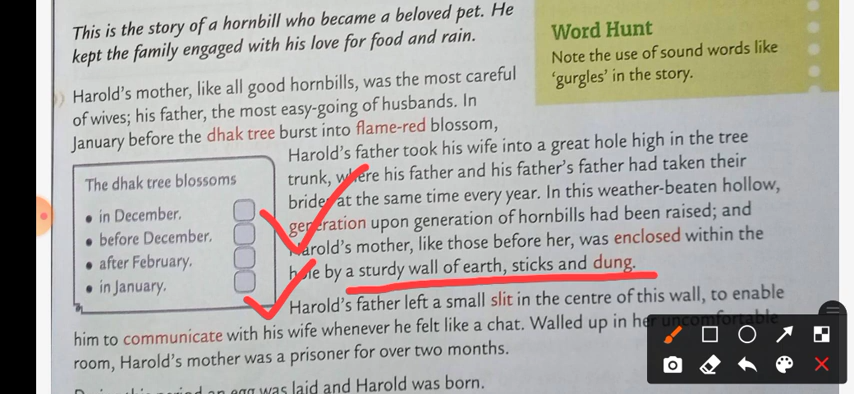 This is the story of a hornbill who became a beloved pet. He
kept the family engaged with his love for food and rain.
Word Hunt
Note the use of sound words like
‘gurgles’ in the story.
Harold’s mother, like all good hornbills, was the most careful
of wives; his father, the most easy-going of husbands. In
January before the dhak tree burst into flame-red blossom,
Harold’s father took his wife into a great hole high in the tree
trunk, where his father and his father’s father had taken their
brides at the same time every year. In this weather-beaten hollow,
generation upon generation of hornbills had been raised; and
Harold’s mother, like those before her, was enclosed within the
hole by a sturdy wall of earth, sticks and dung.
The dhak tree blossoms
• in December.
• before December.
• after February.
• in January.
Harold’s father left a small slit in the centre of this wall, to enable
him to communicate with his wife whenever he felt like a chat. Walled up in her uncomfortable
room, Harold’s mother was a prisoner for over two months.
an egg was laid and Harold was born.